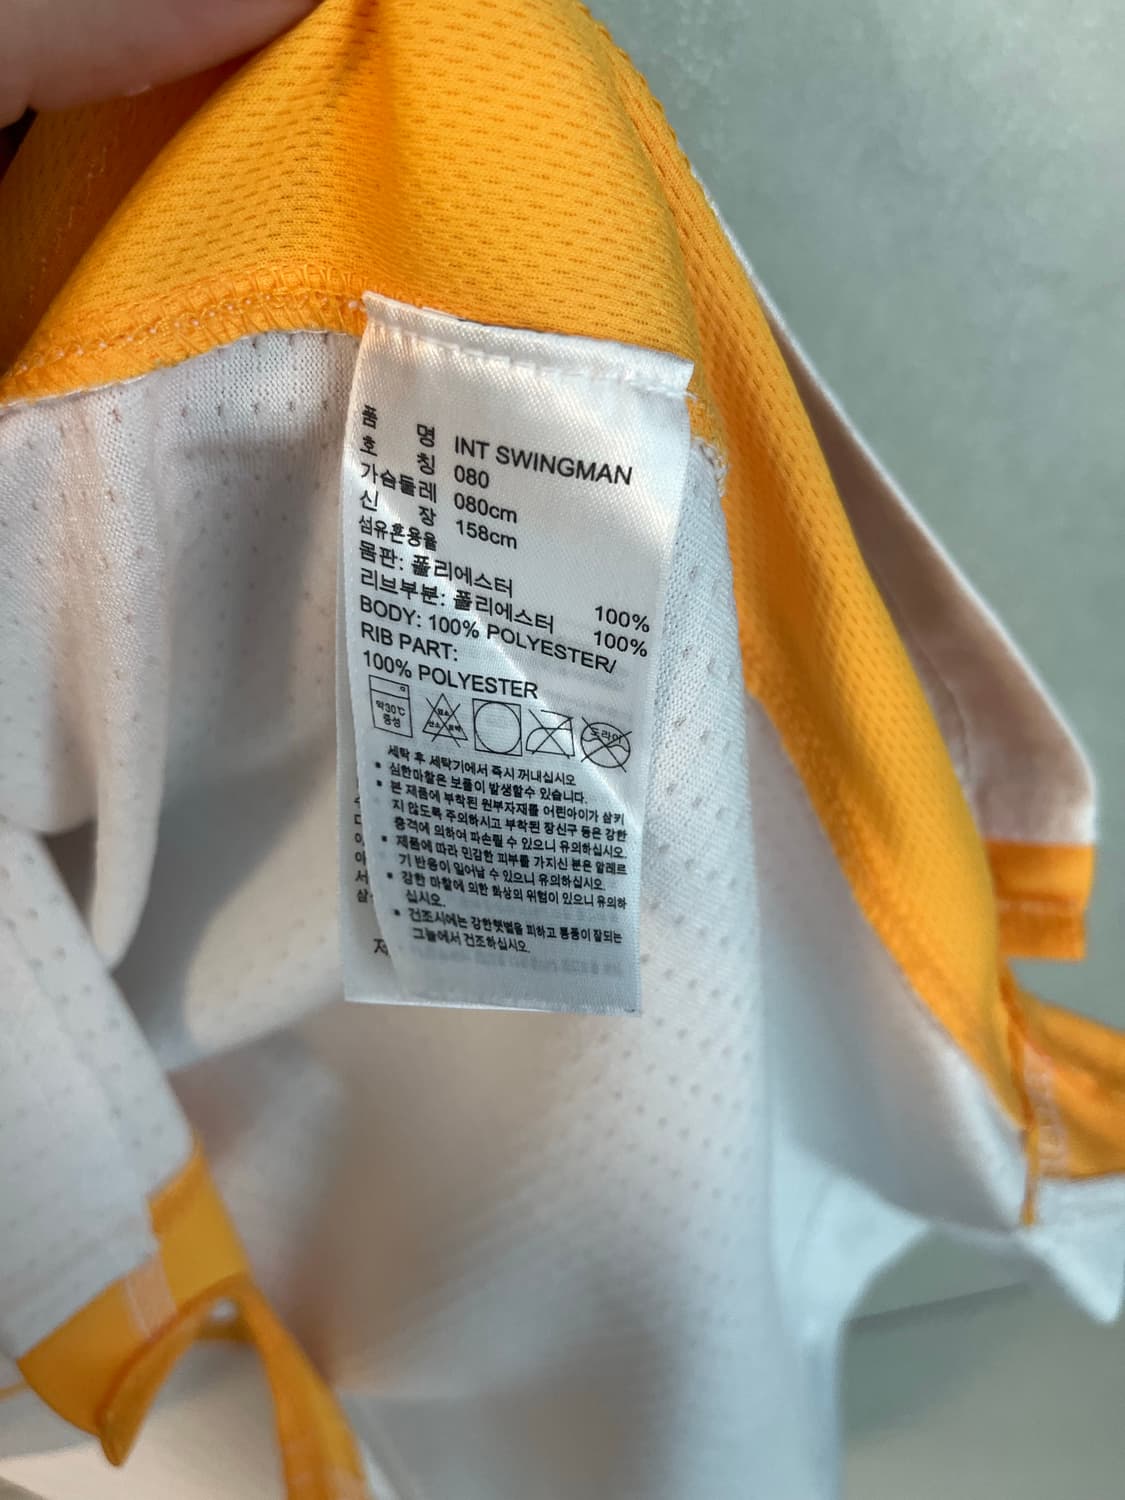 품 명 INT SWINGMAN
호 칭 080
가슴둘레 080cm
신 장 158cm
섬유혼용율
몸판: 폴리에스터 100%
리브부분: 폴리에스터 100%
BODY: 100% POLYESTER/
RIB PART:
100% POLYESTER
약30℃
중성
도라이
세탁 후 세탁기에서 즉시 꺼내십시오
• 심한마찰은 보풀이 발생할수 있습니다.
• 본 제품에 부착된 원부자재를 어린아이가 삼키
지 않도록 주의하시고 부착된 장신구 등은 강한
충격에 의하여 파손될 수 있으니 유의하십시오.
• 제품에 따라 민감한 피부를 가지신 분은 알레르
기 반응이 일어날 수 있으니 유의하십시오.
• 강한 마찰에 의한 화상의 위험이 있으니 유의하
십시오.
• 건조시에는 강한햇볕을 피하고 통풍이 잘되는
그늘에서 건조하십시오.